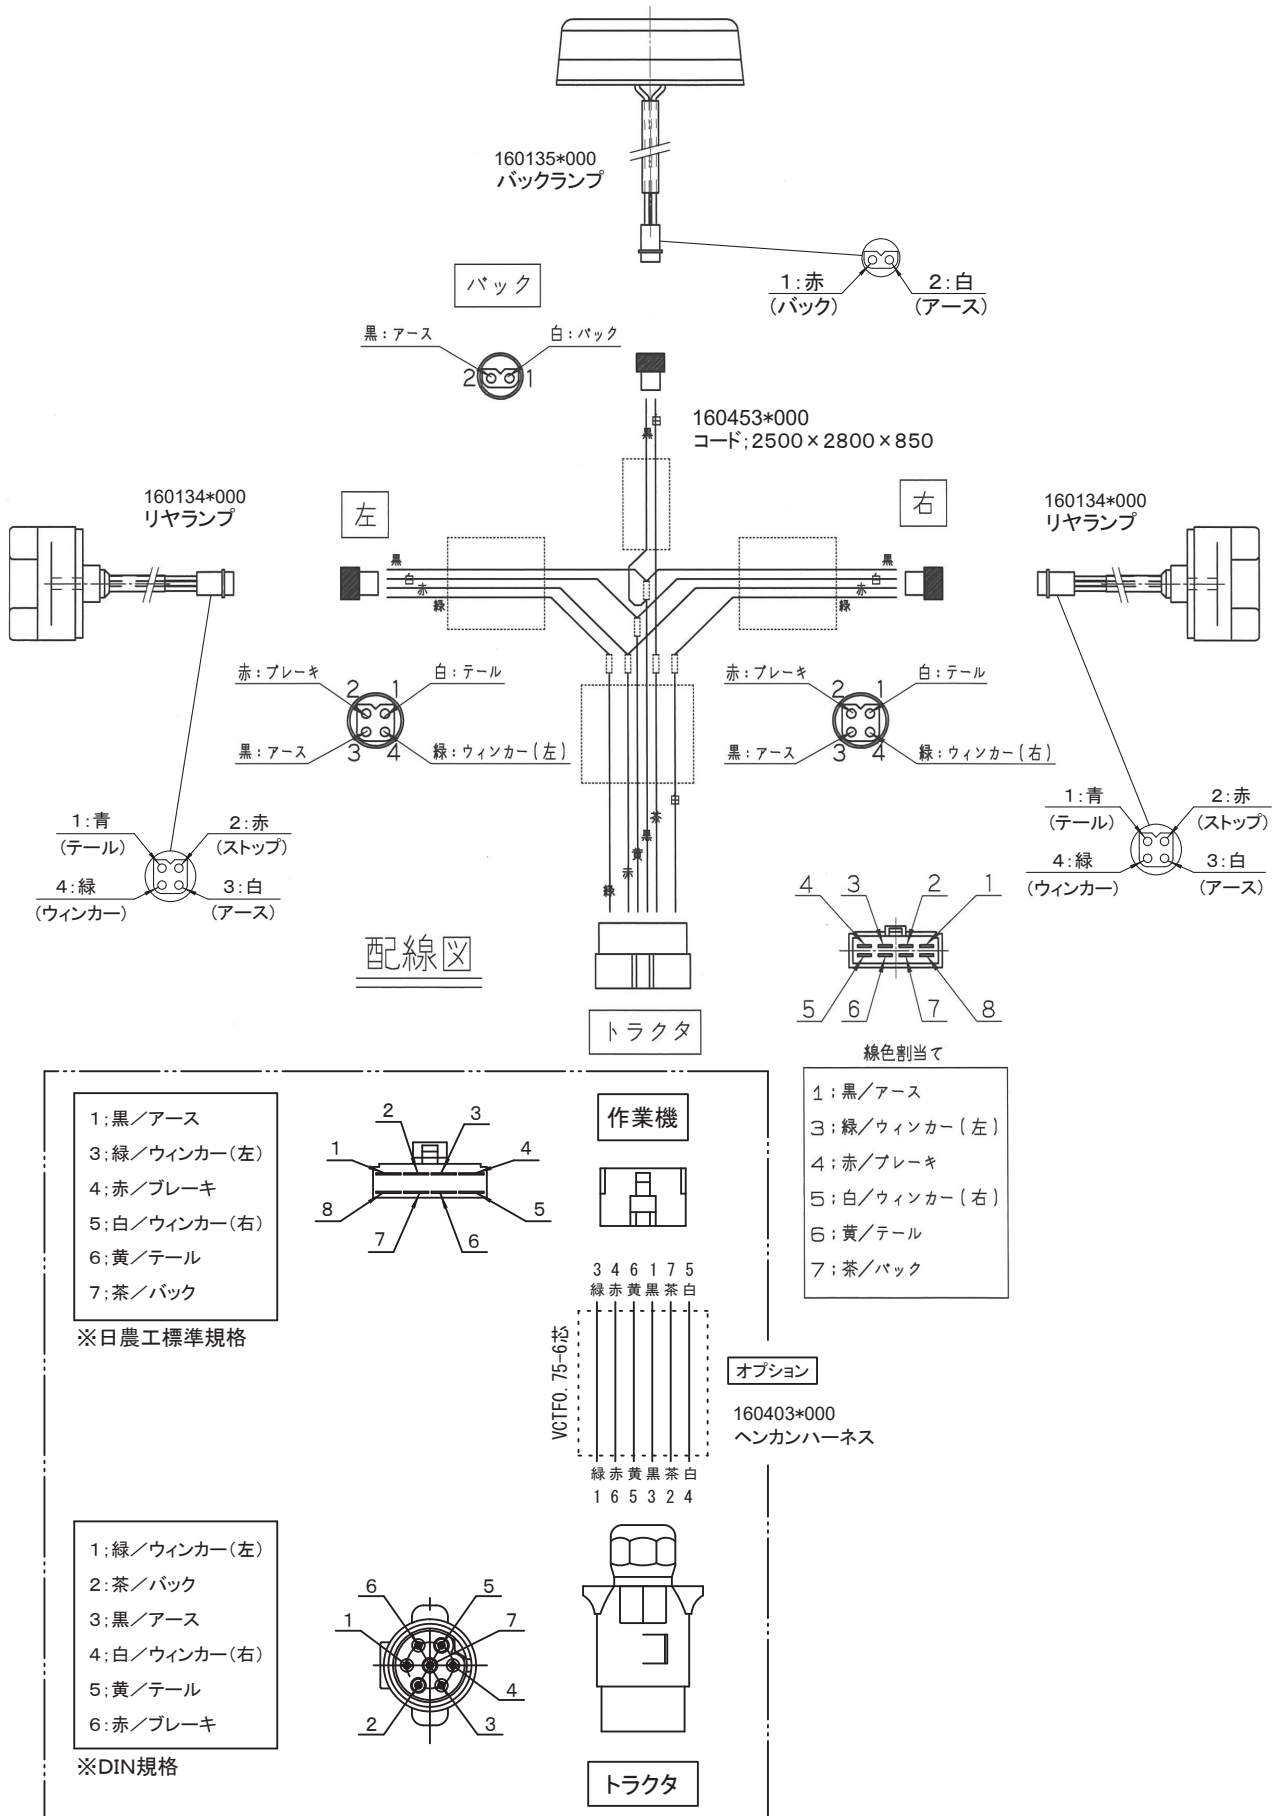 160135*000
バックランプ
1:赤
(バック)
2:白
(アース)
バック
黒:アース
白:バック
2
1
白
黒
160453*000
コード;2500×2800×850
160134*000
リヤランプ
左
右
160134*000
リヤランプ
黒
白
赤
緑
黒
白
赤
緑
赤:ブレーキ
白:テール
2
1
3
4
黒:アース
緑:ウィンカー(左)
赤:ブレーキ
白:テール
2
1
3
4
黒:アース
緑:ウィンカー(右)
1:青
(テール)
2:赤
(ストップ)
4:緑
(ウィンカー)
3:白
(アース)
1:青
(テール)
2:赤
(ストップ)
4:緑
(ウィンカー)
3:白
(アース)
緑
赤
黄
黒
茶
白
配線図
トラクタ
4 3 2 1
5 6 7 8
線色割当て
1;黒/アース
3;緑/ウィンカー(左)
4;赤/ブレーキ
5;白/ウィンカー(右)
6;黄/テール
7;茶/バック
1;黒/アース
3;緑/ウィンカー(左)
4;赤/ブレーキ
5;白/ウィンカー(右)
6;黄/テール
7;茶/バック
※日農工標準規格
2 3
1 4
8 5
7 6
作業機
3 4 6 1 7 5
緑 赤 黄 黒 茶 白
VCTF0.75-6芯
緑 赤 黄 黒 茶 白
1 6 5 3 2 4
オプション
160403*000
ヘンカンハーネス
1;緑/ウィンカー(左)
2:茶/バック
3;黒/アース
4;白/ウィンカー(右)
5;黄/テール
6:赤/ブレーキ
※DIN規格
6 5
1 7
4
2 3
トラクタ